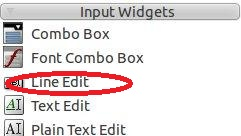 Input Widgets
Combo Box
Font Combo Box
Line Edit
Text Edit
Plain Text Edit